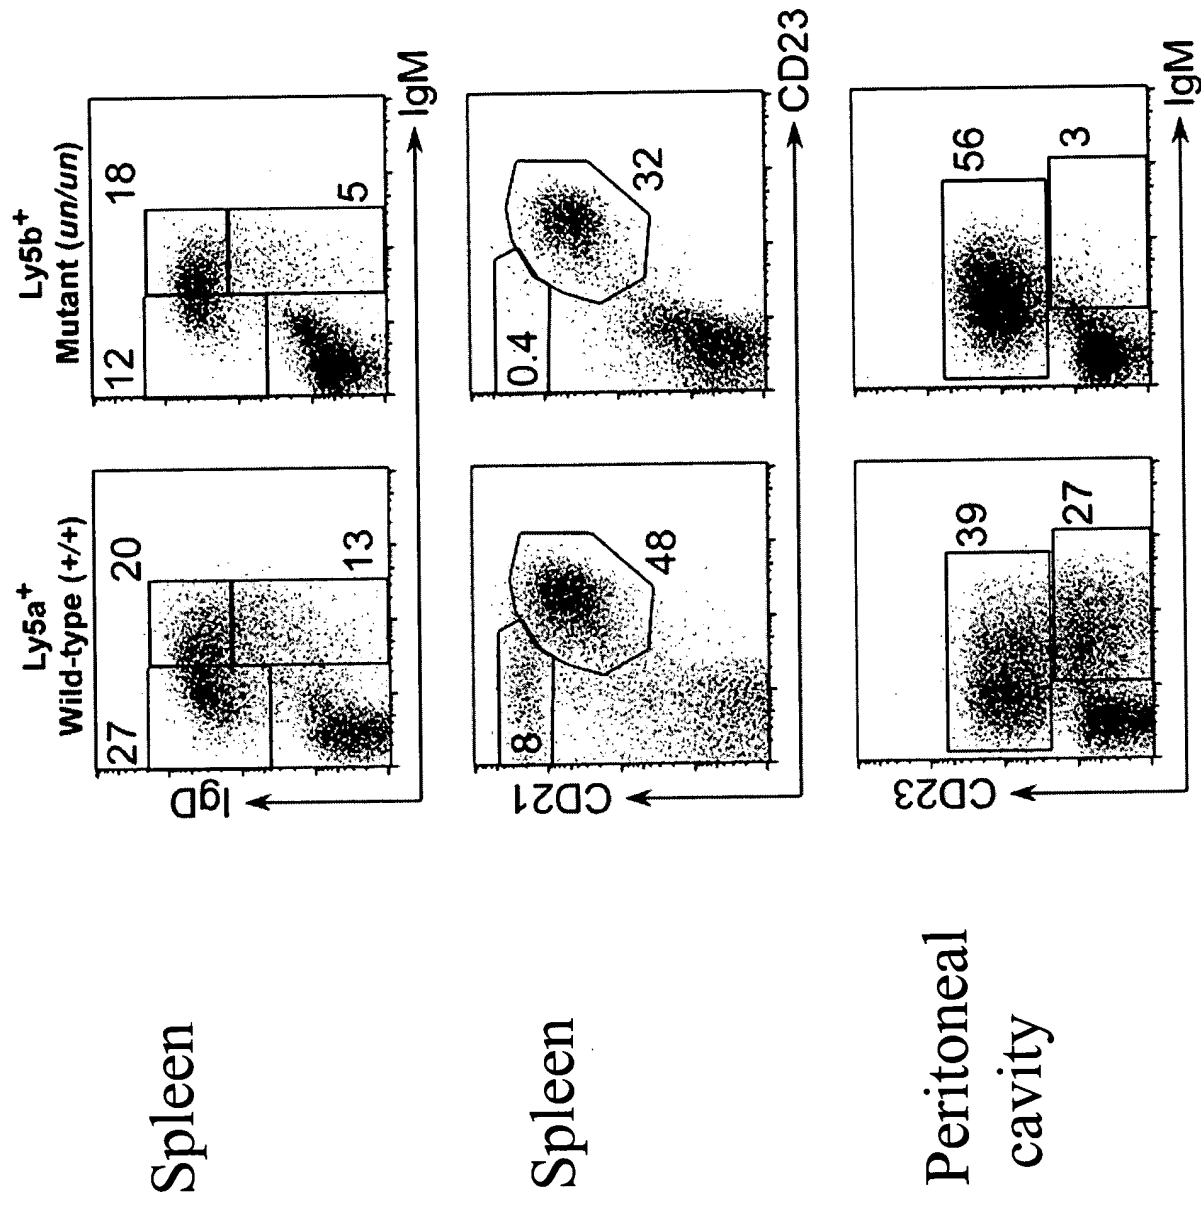 Ly5a+ Ly5b+
Wild-type (+/+) Mutant (un/un)
27 20 12 18
Spleen IgD
13 5
IgM
8 0.4
Spleen CD21
48 32
CD23
39 56
Peritoneal
cavity
CD23
27 3
IgM